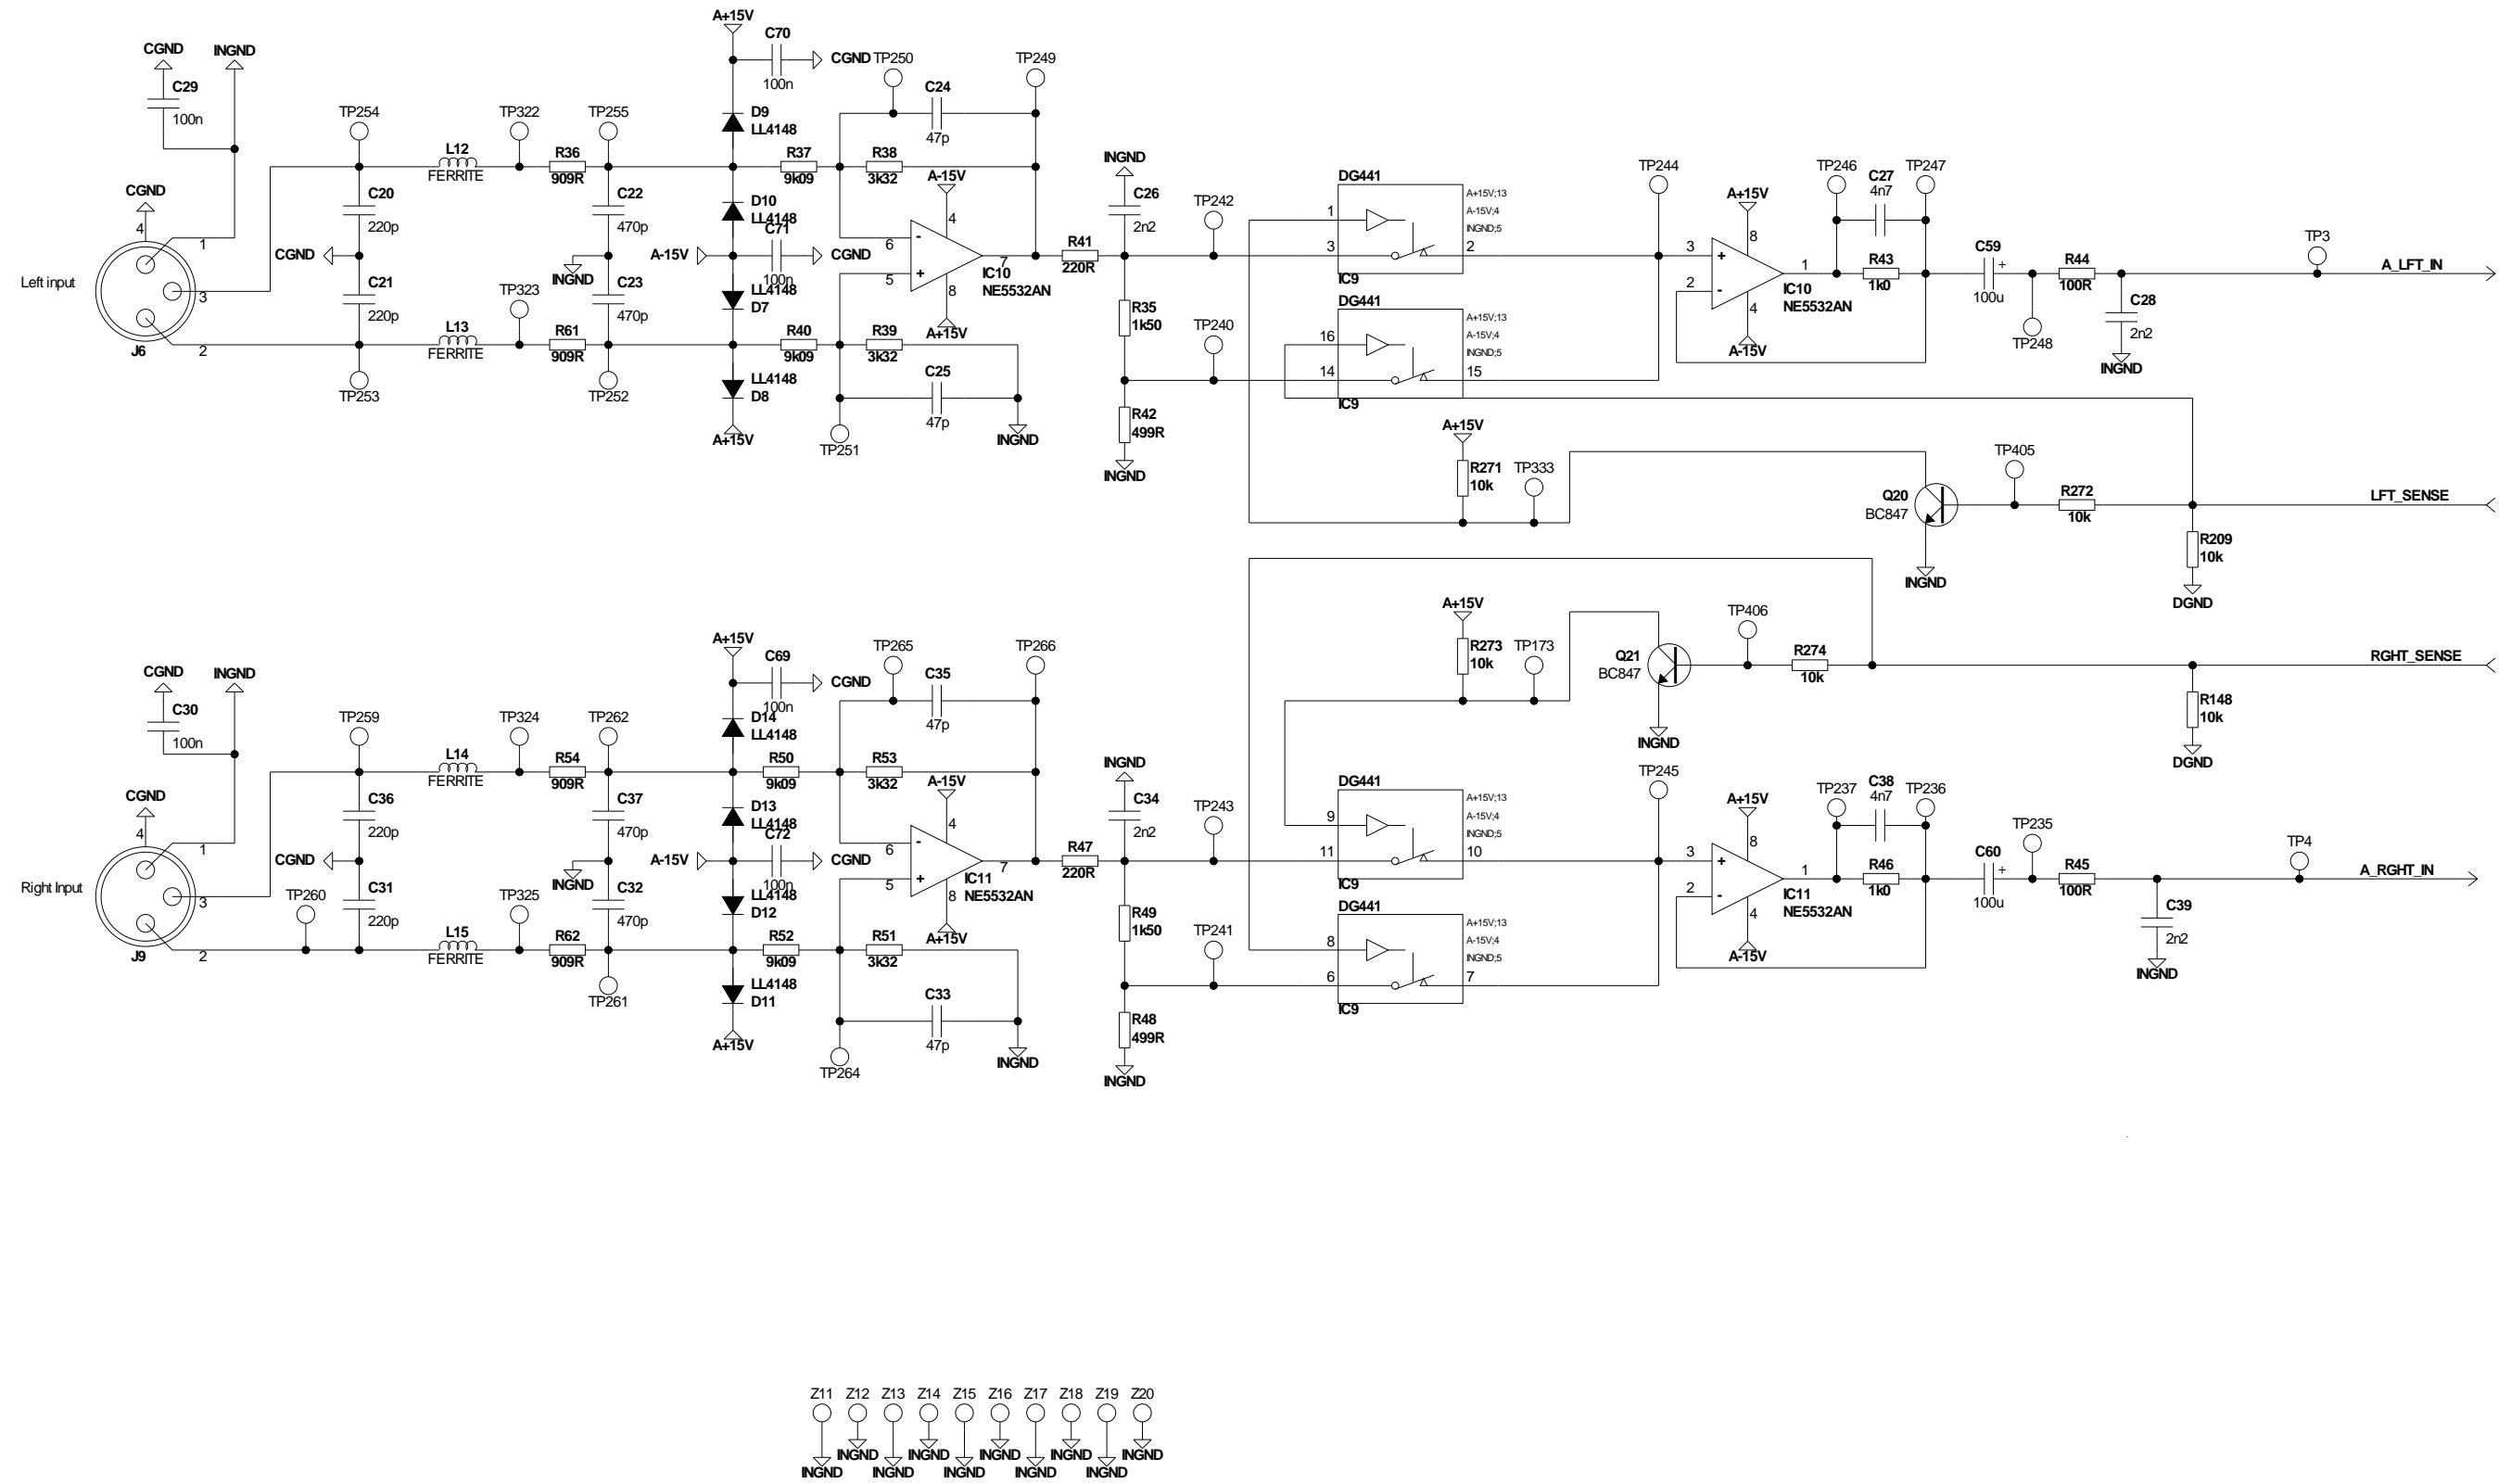 A+15V
C70
CGND
INGND
CGND
TP250
TP249
C29
100n
100n
C24
TP254
TP322
TP255
D9
LL4148
47p
L12
FERRITE
R36
909R
R37
9k09
R38
3k32
INGND
TP244
TP246
C27
4n7
TP247
CGND
C20
220p
C22
470p
D10
LL4148
A-15V
4
C26
2n2
TP242
DG441
A+15V;13
A-15V;4
INGND;5
A+15V
8
4
1
C71
100n
6
-
1
TP3
CGND
A-15V
CGND
7
R41
220R
3
2
IC9
3
+
1
R43
1k0
C59
+
100u
R44
100R
A_LFT_IN
Left input
3
INGND
5
+
IC10
NE5532AN
2
-
IC10
NE5532AN
C21
220p
TP323
C23
470p
LL4148
D7
8
A+15V
R35
1k50
TP240
DG441
A+15V;13
A-15V;4
INGND;5
4
A-15V
TP248
C28
2n2
INGND
J6
2
L13
FERRITE
R61
909R
R40
9k09
R39
3k32
16
14
15
IC9
TP253
TP252
LL4148
D8
A+15V
C25
47p
TP251
INGND
R42
499R
INGND
A+15V
R271
10k
TP333
TP405
Q20
BC847
R272
10k
LFT_SENSE
INGND
R209
10k
DGND
A+15V
C69
100n
CGND
TP265
TP266
A+15V
R273
10k
TP173
TP406
Q21
BC847
R274
10k
RGHT_SENSE
CGND
INGND
C30
100n
C35
47p
INGND
R148
10k
DGND
TP259
TP324
TP262
D14
LL4148
L14
FERRITE
R54
909R
R50
9k09
R53
3k32
INGND
TP245
TP237
C38
4n7
TP236
CGND
C36
220p
C37
470p
D13
LL4148
A-15V
4
C34
2n2
TP243
DG441
A+15V;13
A-15V;4
INGND;5
A+15V
8
TP235
TP4
4
1
C72
100n
6
-
9
CGND
A-15V
CGND
7
R47
220R
11
10
IC9
3
+
1
R46
1k0
C60
+
100u
R45
100R
A_RGHT_IN
Right Input
3
TP260
INGND
5
+
IC11
NE5532AN
2
-
IC11
NE5532AN
C31
220p
TP325
C32
470p
LL4148
D12
8
A+15V
R49
1k50
TP241
DG441
A+15V;13
A-15V;4
INGND;5
4
A-15V
C39
2n2
INGND
J9
2
L15
FERRITE
R62
909R
R52
9k09
R51
3k32
8
6
7
IC9
TP261
LL4148
D11
A+15V
C33
47p
TP264
INGND
R48
499R
INGND
Z11 Z12 Z13 Z14 Z15 Z16 Z17 Z18 Z19 Z20
INGND INGND INGND INGND INGND
INGND INGND INGND INGND INGND